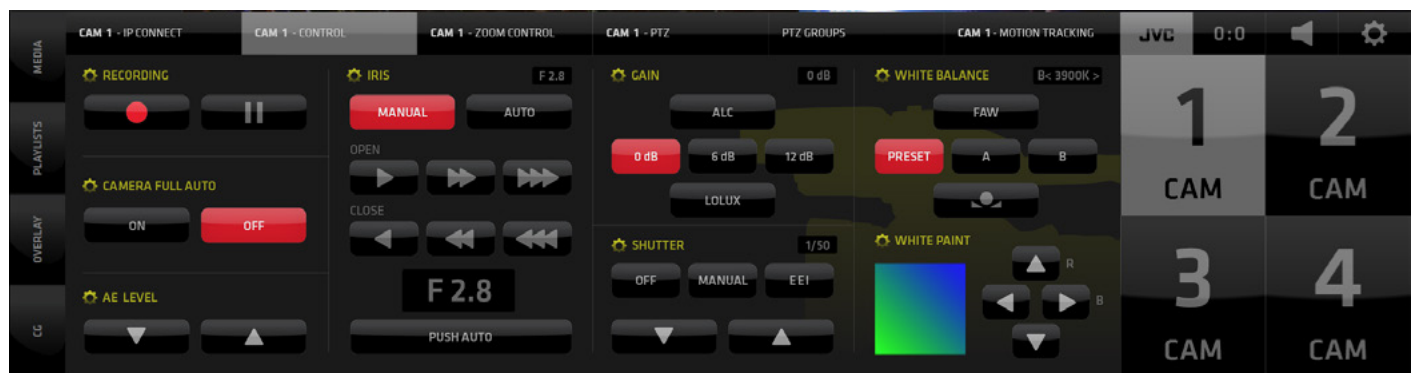 CAM 1 - IP CONNECT
CAM 1 - CONTROL
CAM 1 - ZOOM CONTROL
CAM 1 - PTZ
PTZ GROUPS
CAM 1 - MOTION TRACKING
JVC
0:0
MEDIA
PLAYLISTS
OVERLAY
CG
RECORDING
CAMERA FULL AUTO
ON OFF
AE LEVEL
IRIS F 2.8
MANUAL AUTO
OPEN
CLOSE
F 2.8
PUSH AUTO
GAIN 0 dB
ALC
0 dB 6 dB 12 dB
LOLUX
SHUTTER 1/50
OFF MANUAL EEI
WHITE BALANCE B< 3900K >
FAW
PRESET A B
WHITE PAINT
R
B
1
CAM
2
CAM
3
CAM
4
CAM